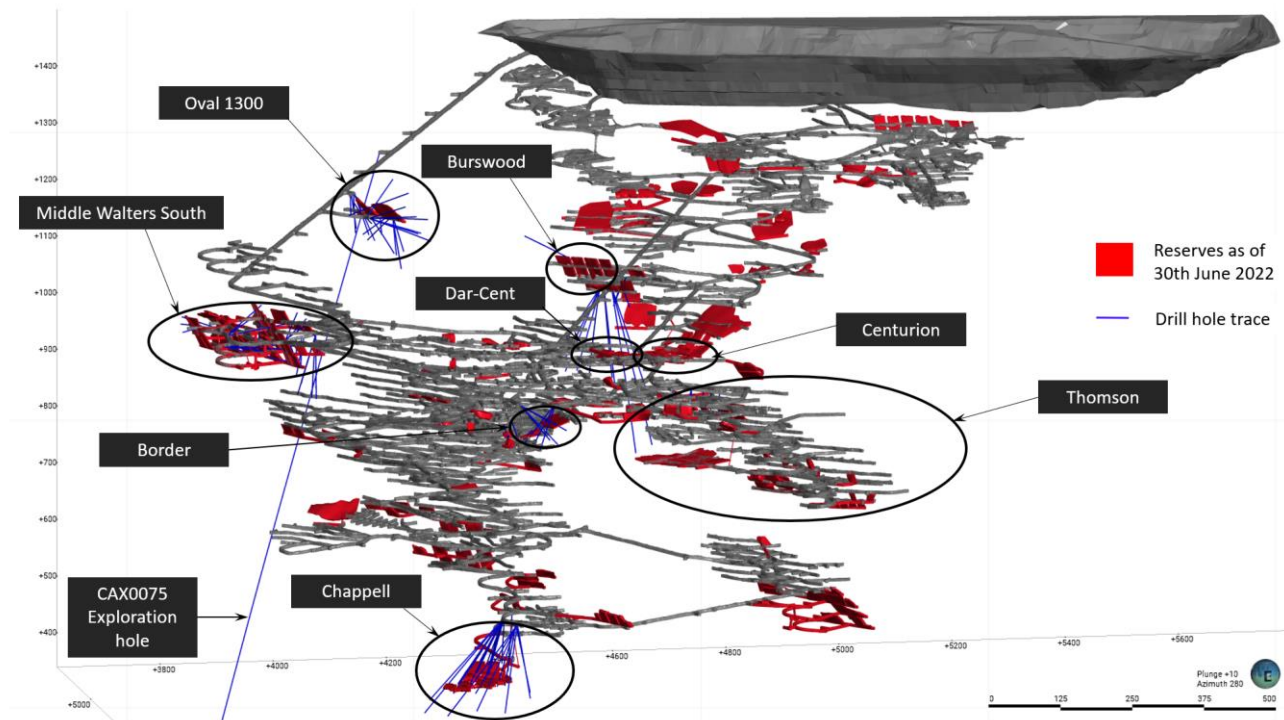 +1400
+1300
+1200
+1100
+1000
+900
+800
+700
+600
+500
+400
+5000
+3800
+4000
+4200
+4600
+4800
+5000
+5200
+5400
+5600
Oval 1300
Burswood
Middle Walters South
Dar-Cent
Centurion
Thomson
Border
CAX0075
Exploration
hole
Chappell
Reserves as of
30th June 2022
Drill hole trace
Plunge +10
Azimuth 280
0 125 250 375 500